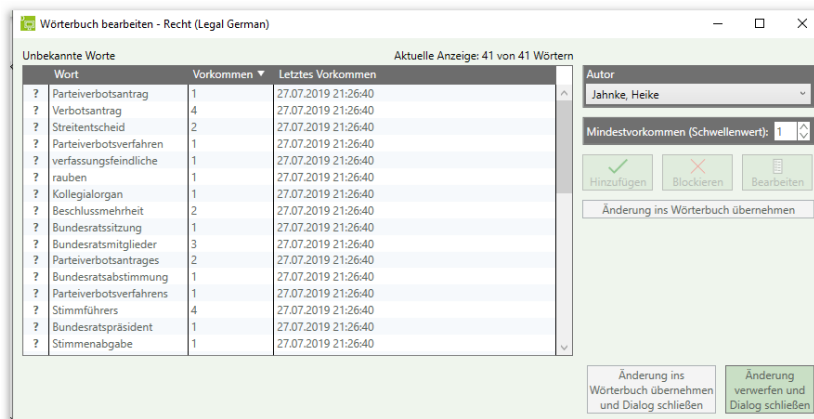 Wörterbuch bearbeiten - Recht (Legal German)
Unbekannte Worte Aktuelle Anzeige: 41 von 41 Wörtern
Wort Vorkommen ▼ Letztes Vorkommen
? Parteiverbotsantrag 1 27.07.2019 21:26:40
? Verbotsantrag 4 27.07.2019 21:26:40
? Streitentscheid 2 27.07.2019 21:26:40
? Parteiverbotsverfahren 1 27.07.2019 21:26:40
? verfassungsfeindliche 1 27.07.2019 21:26:40
? rauben 1 27.07.2019 21:26:40
? Kollegialorgan 1 27.07.2019 21:26:40
? Beschlussmehrheit 2 27.07.2019 21:26:40
? Bundesratssitzung 1 27.07.2019 21:26:40
? Bundesratsmitglieder 3 27.07.2019 21:26:40
? Parteiverbotsantrages 2 27.07.2019 21:26:40
? Bundesratsabstimmung 1 27.07.2019 21:26:40
? Parteiverbotsverfahrens 1 27.07.2019 21:26:40
? Stimmführers 4 27.07.2019 21:26:40
? Bundesratspräsident 1 27.07.2019 21:26:40
? Stimmenabgabe 1 27.07.2019 21:26:40
Autor
Jahnke, Heike
Mindestvorkommen (Schwellenwert): 1
Hinzufügen Blockieren Bearbeiten
Änderung ins Wörterbuch übernehmen
Änderung ins
Wörterbuch übernehmen
und Dialog schließen
Änderung
verwerfen und
Dialog schließen